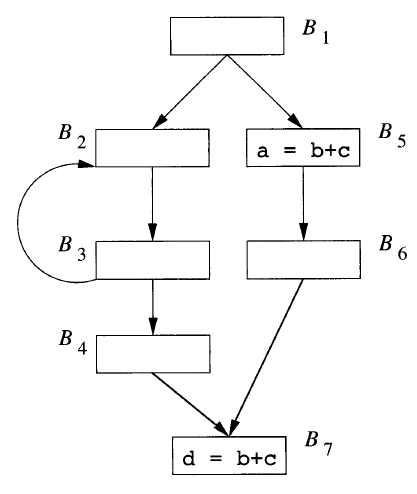 B1
B2
B5
a = b+c
B3
B6
B4
B7
d = b+c